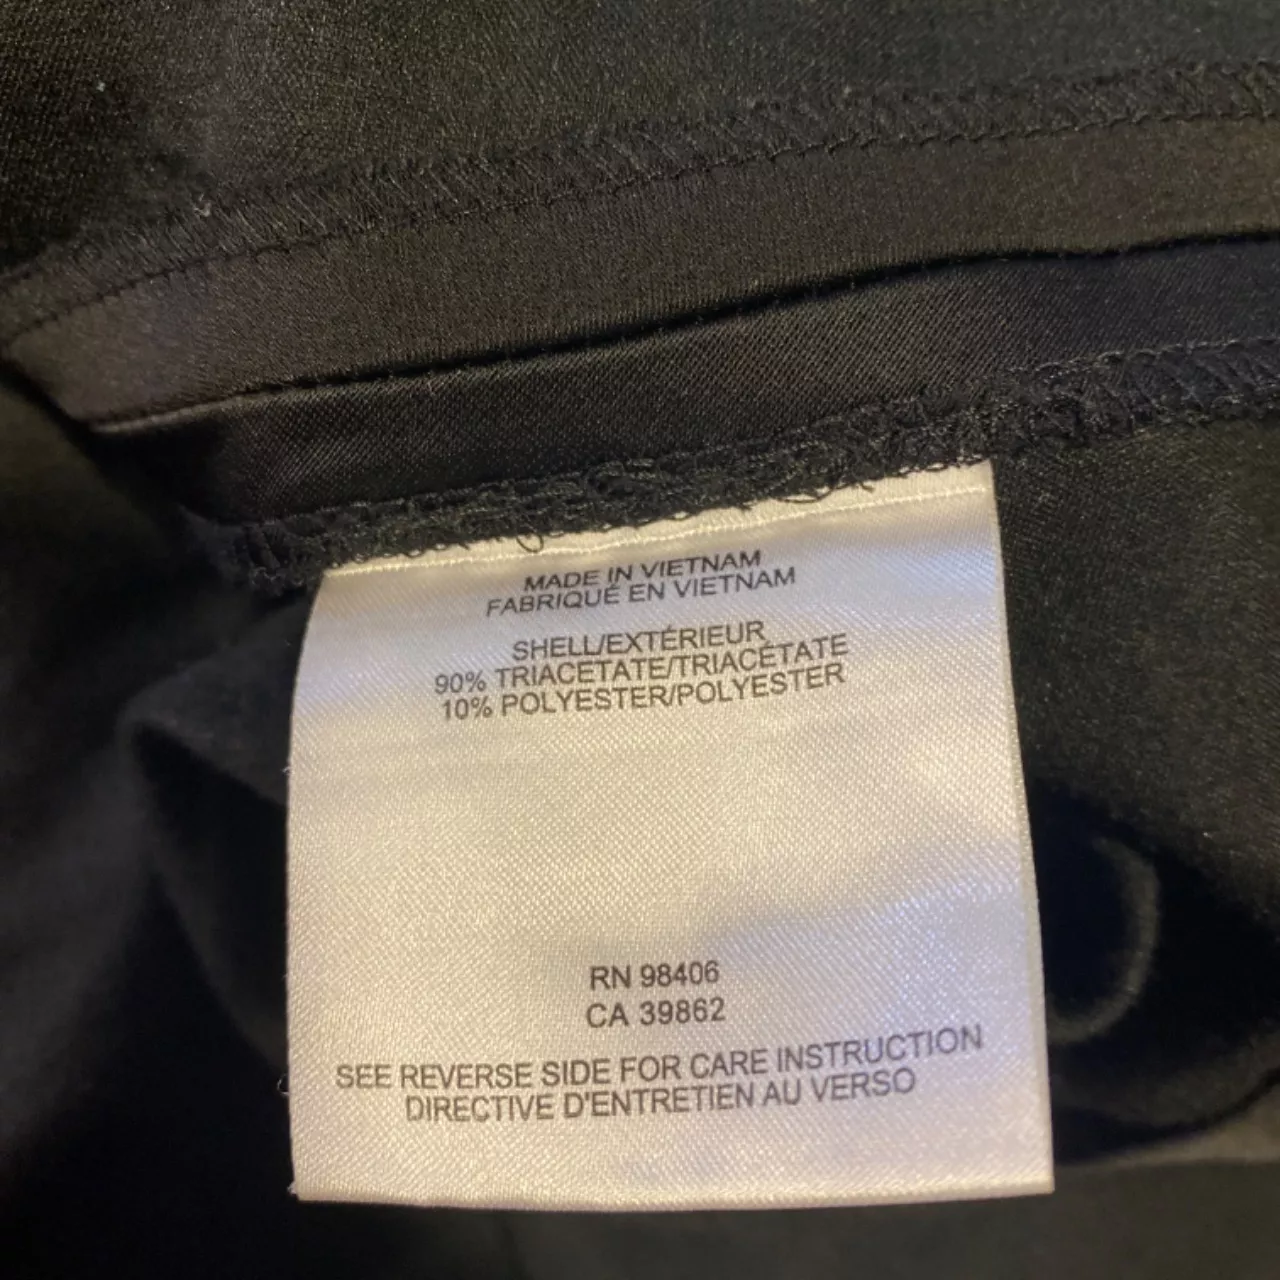 MADE IN VIETNAM
FABRIQUÉ EN VIETNAM
SHELL/EXTÉRIEUR
90% TRIACETATE/TRIACÉTATE
10% POLYESTER/POLYESTER
RN 98406
CA 39862
SEE REVERSE SIDE FOR CARE INSTRUCTION
DIRECTIVE D'ENTRETIEN AU VERSO